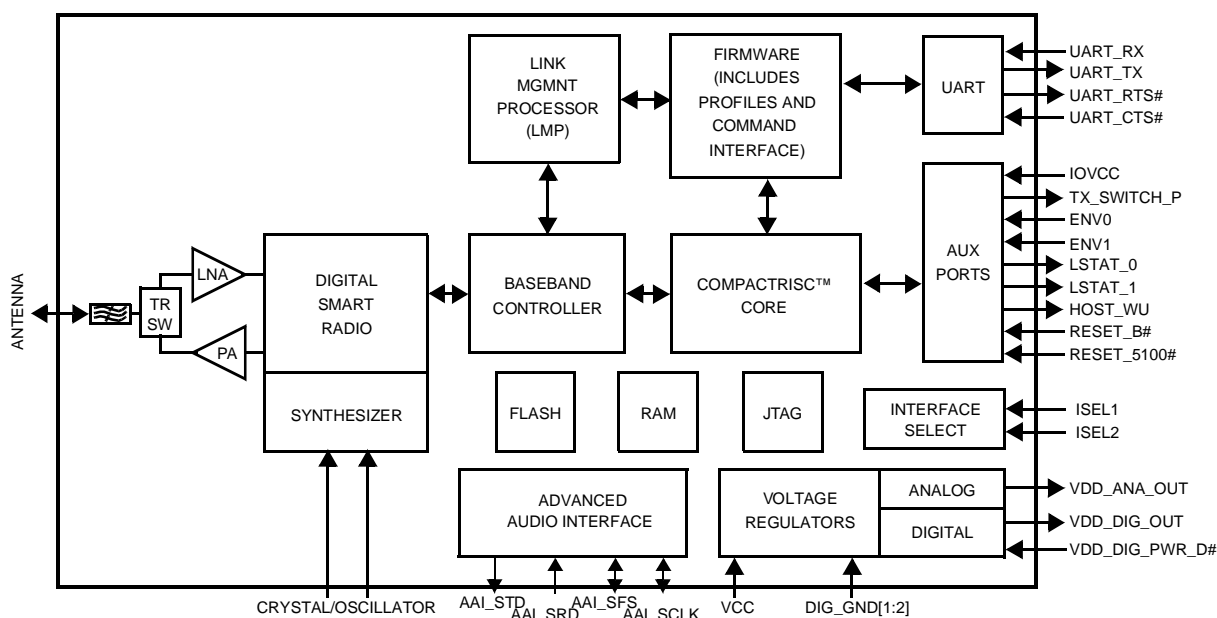 LINK
MGMNT
PROCESSOR
(LMP)
FIRMWARE
(INCLUDES
PROFILES AND
COMMAND
INTERFACE)
UART
UART_RX
UART_TX
UART_RTS#
UART_CTS#
AUX
PORTS
IOVCC
TX_SWITCH_P
ENV0
ENV1
LSTAT_0
LSTAT_1
HOST_WU
RESET_B#
RESET_5100#
ANTENNA
TR
SW
LNA
PA
DIGITAL
SMART
RADIO
SYNTHESIZER
BASEBAND
CONTROLLER
COMPACTRISC™
CORE
FLASH
RAM
JTAG
INTERFACE
SELECT
ISEL1
ISEL2
ADVANCED
AUDIO INTERFACE
VOLTAGE
REGULATORS
ANALOG
DIGITAL
VDD_ANA_OUT
VDD_DIG_OUT
VDD_DIG_PWR_D#
CRYSTAL/OSCILLATOR
AAI_STD
AAI_SRD
AAI_SFS
AAI_SCLK
VCC
DIG_GND[1:2]